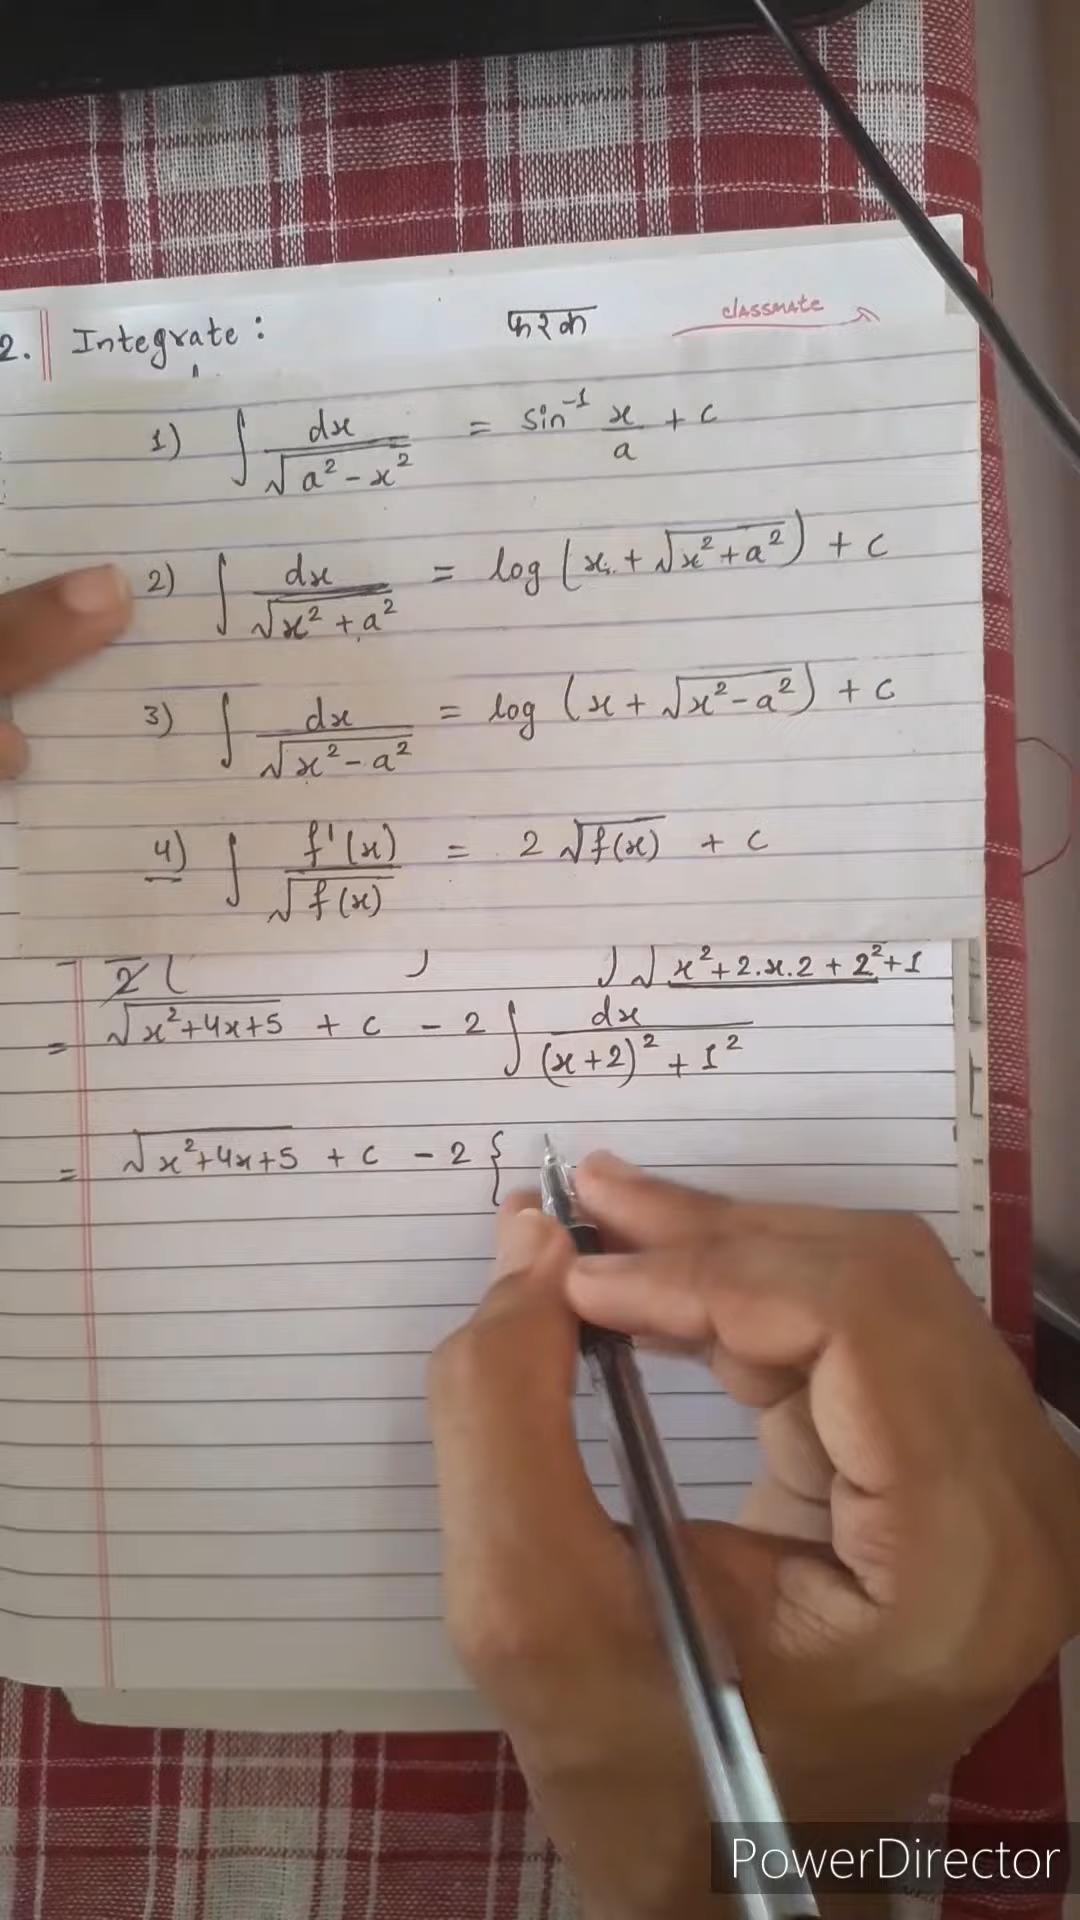 2. Integrate : फरक classmate
1) ∫ dx / √(a² - x²) = sin⁻¹ x/a + c
2) ∫ dx / √(x² + a²) = log (x + √(x² + a²)) + c
3) ∫ dx / √(x² - a²) = log (x + √(x² - a²)) + c
4) ∫ f'(x) / √f(x) = 2 √f(x) + c
= 2 ( ) ∫ √(x² + 2.x.2 + 2² + 1
= √(x²+4x+5) + c - 2 ∫ dx / (x+2)² + 1²
= √(x²+4x+5) + c - 2 {
PowerDirector